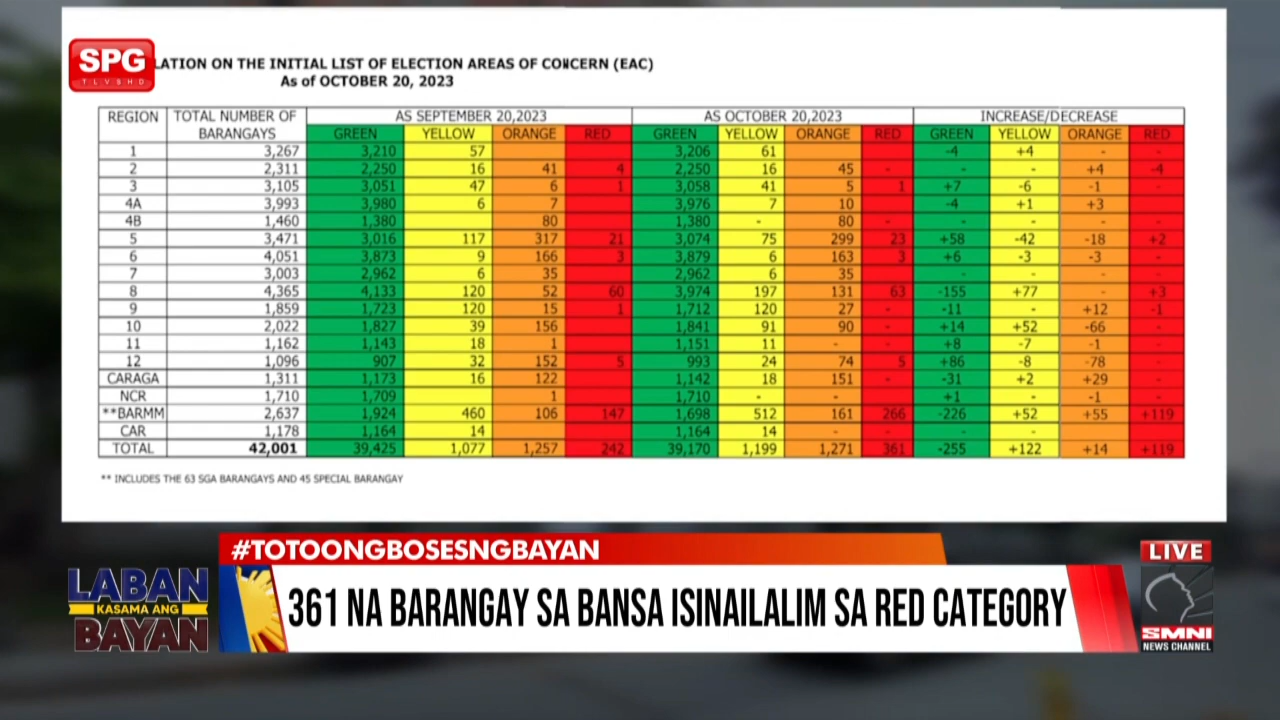 SPG
TLVSHD
LATION ON THE INITIAL LIST OF ELECTION AREAS OF CONCERN (EAC)
As of OCTOBER 20, 2023
REGION TOTAL NUMBER OF BARANGAYS AS SEPTEMBER 20,2023 AS OCTOBER 20,2023 INCREASE/DECREASE
GREEN YELLOW ORANGE RED GREEN YELLOW ORANGE RED GREEN YELLOW ORANGE RED
1 3,267 3,210 57 3,206 61 -4 +4 - -
2 2,311 2,250 16 41 4 2,250 16 45 - - - +4 -4
3 3,105 3,051 47 6 1 3,058 41 5 1 +7 -6 -1 -
4A 3,993 3,980 6 7 3,976 7 10 -4 +1 +3
4B 1,460 1,380 80 1,380 - 80 - - - - -
5 3,471 3,016 117 317 21 3,074 75 299 23 +58 -42 -18 +2
6 4,051 3,873 9 166 3 3,879 6 163 3 +6 -3 -3 -
7 3,003 2,962 6 35 2,962 6 35 - - - -
8 4,365 4,133 120 52 60 3,974 197 131 63 -155 +77 - +3
9 1,859 1,723 120 15 1 1,712 120 27 - -11 - +12 -1
10 2,022 1,827 39 156 1,841 91 90 - +14 +52 -66 -
11 1,162 1,143 18 1 1,151 11 - - +8 -7 -1 -
12 1,096 907 32 152 5 993 24 74 5 +86 -8 -78 -
CARAGA 1,311 1,173 16 122 1,142 18 151 - -31 +2 +29 -
NCR 1,710 1,709 1 1,710 - - - +1 - -1 -
**BARMM 2,637 1,924 460 106 147 1,698 512 161 266 -226 +52 +55 +119
CAR 1,178 1,164 14 1,164 14 - - - - - -
TOTAL 42,001 39,425 1,077 1,257 242 39,170 1,199 1,271 361 -255 +122 +14 +119
** INCLUDES THE 63 SGA BARANGAYS AND 45 SPECIAL BARANGAY
#TOTOONGBOSESNGBAYAN
LABAN
KASAMA ANG
BAYAN
361 NA BARANGAY SA BANSA ISINAILALIM SA RED CATEGORY
LIVE
SMNI
NEWS CHANNEL